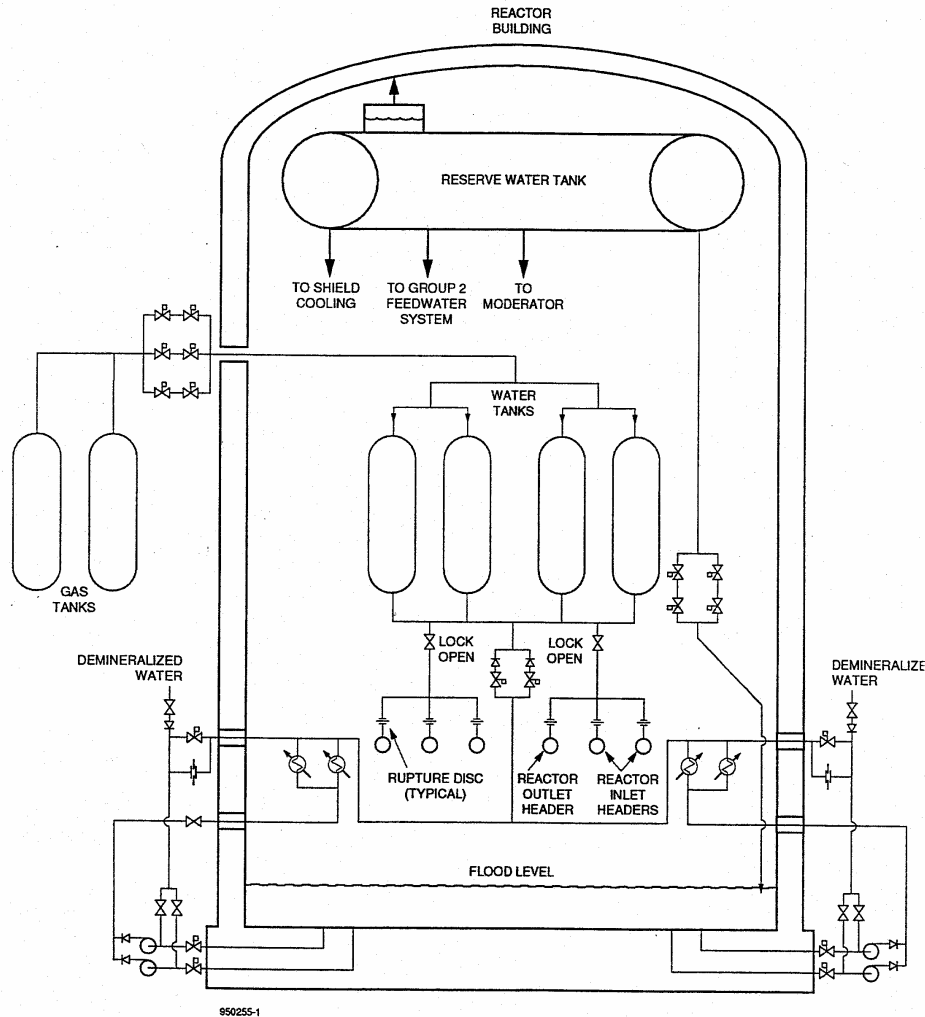 REACTOR
BUILDING
RESERVE WATER TANK
TO SHIELD
COOLING
TO GROUP 2
FEEDWATER
SYSTEM
TO
MODERATOR
WATER
TANKS
GAS
TANKS
LOCK
OPEN
LOCK
OPEN
DEMINERALIZED
WATER
DEMINERALIZE
WATER
RUPTURE DISC
(TYPICAL)
REACTOR
OUTLET
HEADER
REACTOR
INLET
HEADERS
FLOOD LEVEL
950255-1